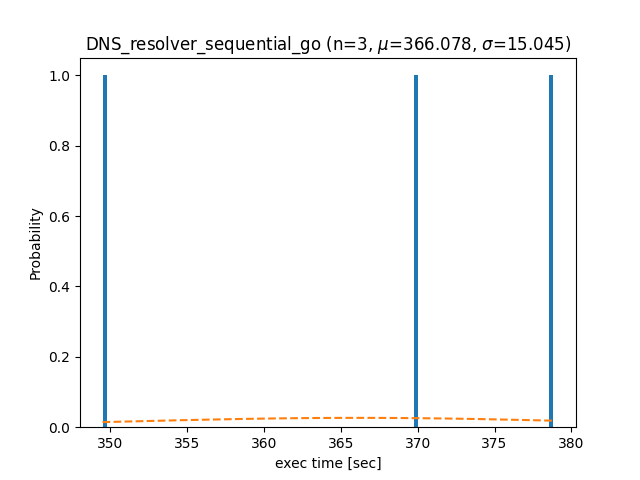 DNS_resolver_sequential_go (n=3, μ=366.078, σ=15.045)
1.0
0.8
0.6
0.4
0.2
0.0
Probability
350 355 360 365 370 375 380
exec time [sec]